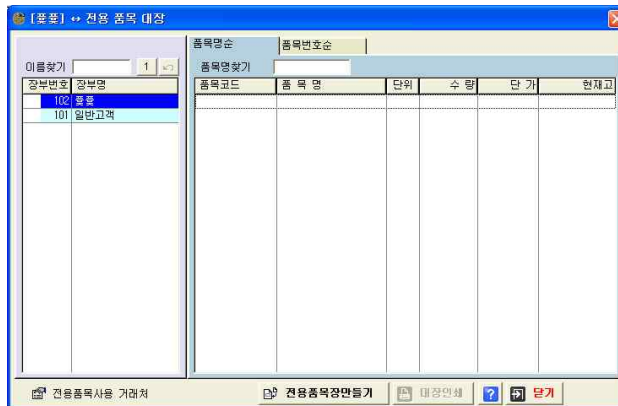 [푶푶] ↔ 전용 품목 대장
이름찾기 1
장부번호 장부명
102 푶푶
101 일반고객
품목명순 품목번호순
품목명찾기
품목코드 품 목 명 단위 수 량 단 가 현재고
전용품목사용 거래처
전용품목장만들기 대장인쇄 ? 닫기